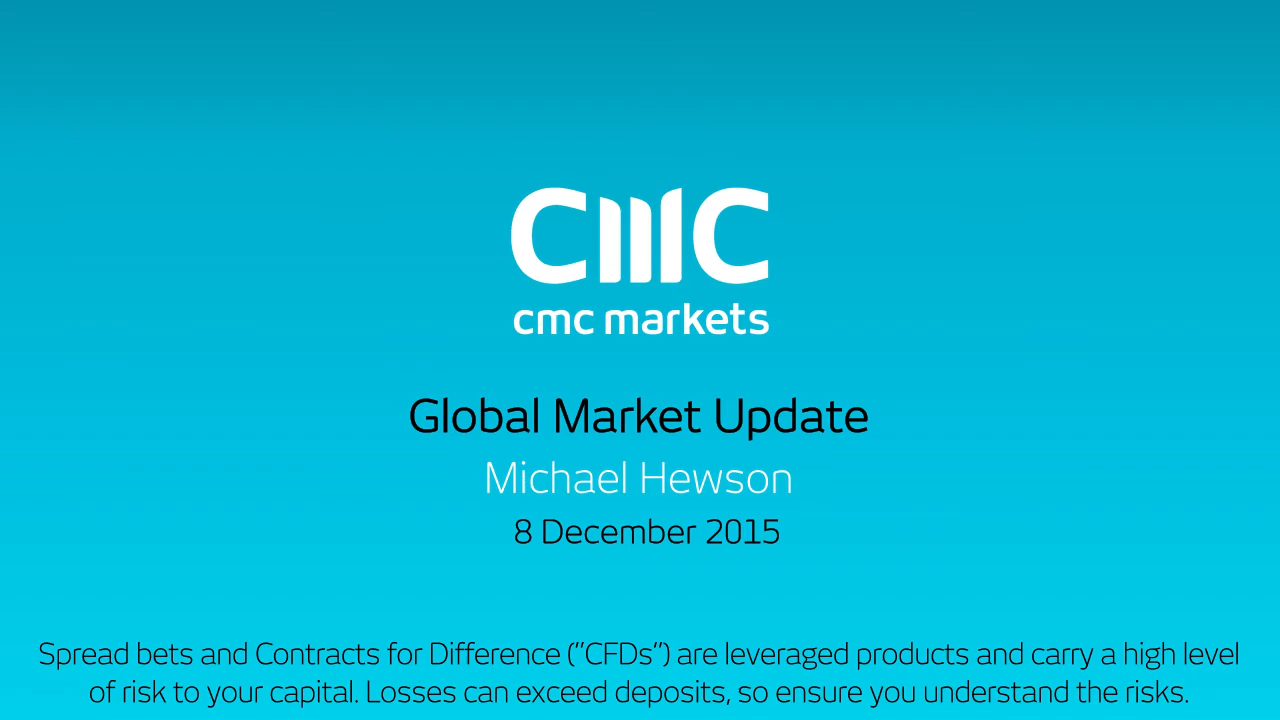 CMC
cmc markets
Global Market Update
Michael Hewson
8 December 2015
Spread bets and Contracts for Difference (“CFDs”) are leveraged products and carry a high level
of risk to your capital. Losses can exceed deposits, so ensure you understand the risks.